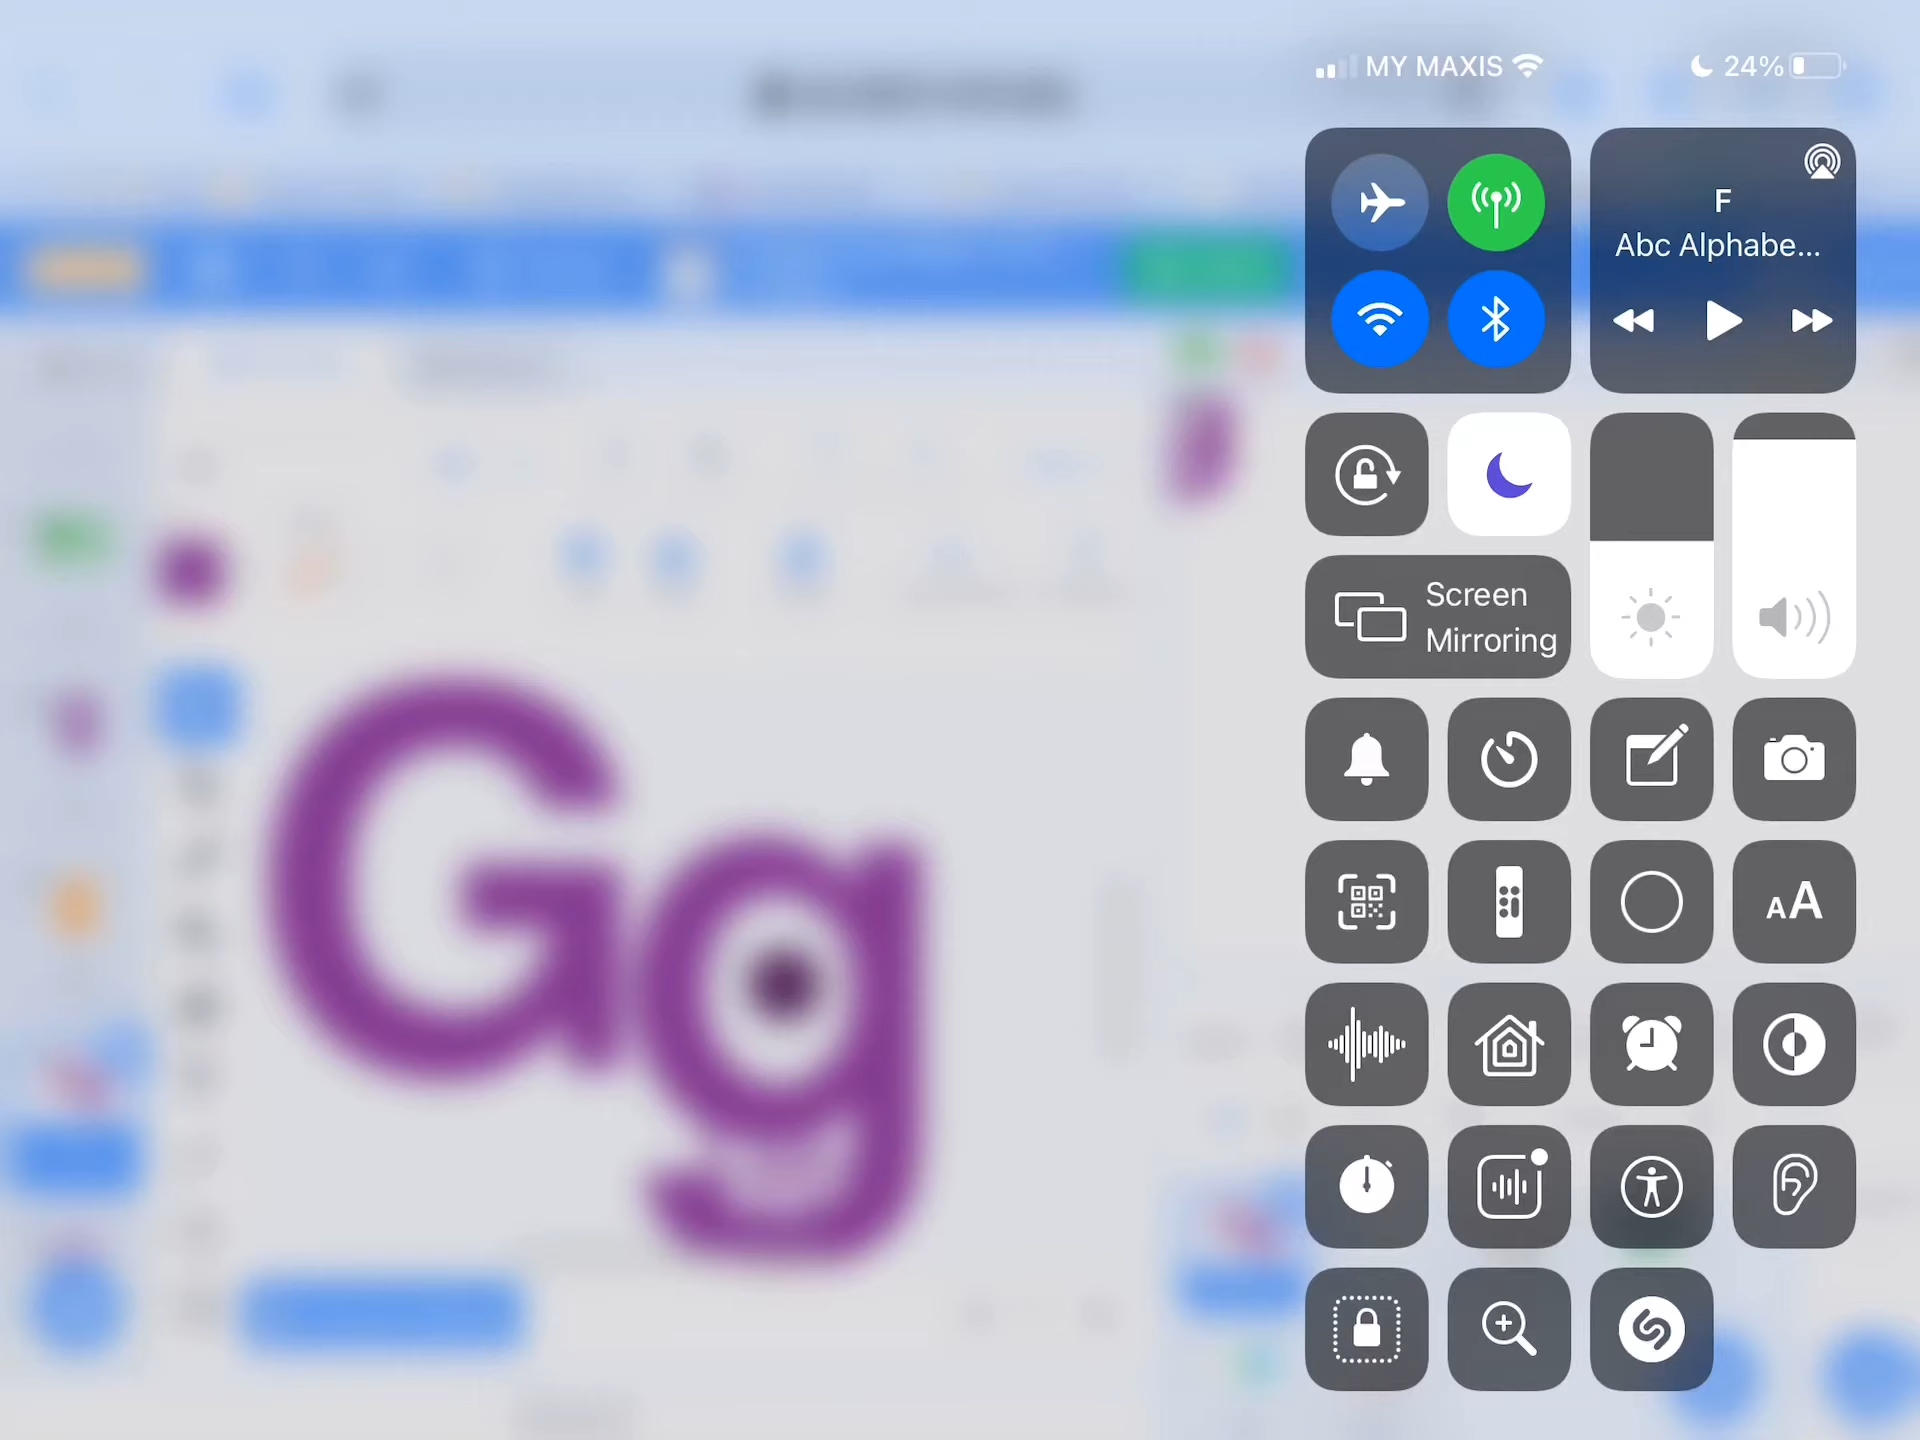 MY MAXIS
24%
F
Abc Alphabe...
Screen
Mirroring
AA
Gg